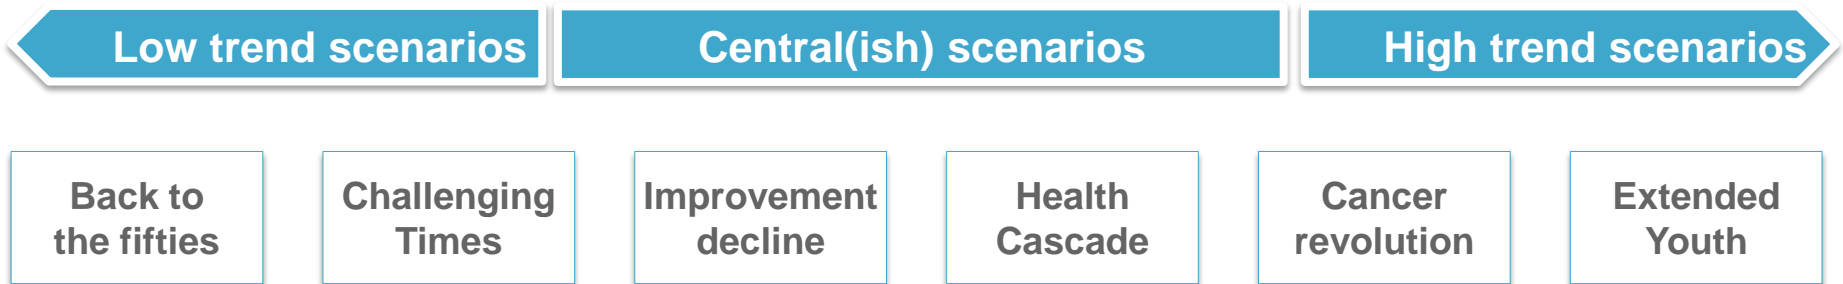 Low trend scenarios
Central(ish) scenarios
High trend scenarios
Back to
the fifties
Challenging
Times
Improvement
decline
Health
Cascade
Cancer
revolution
Extended
Youth